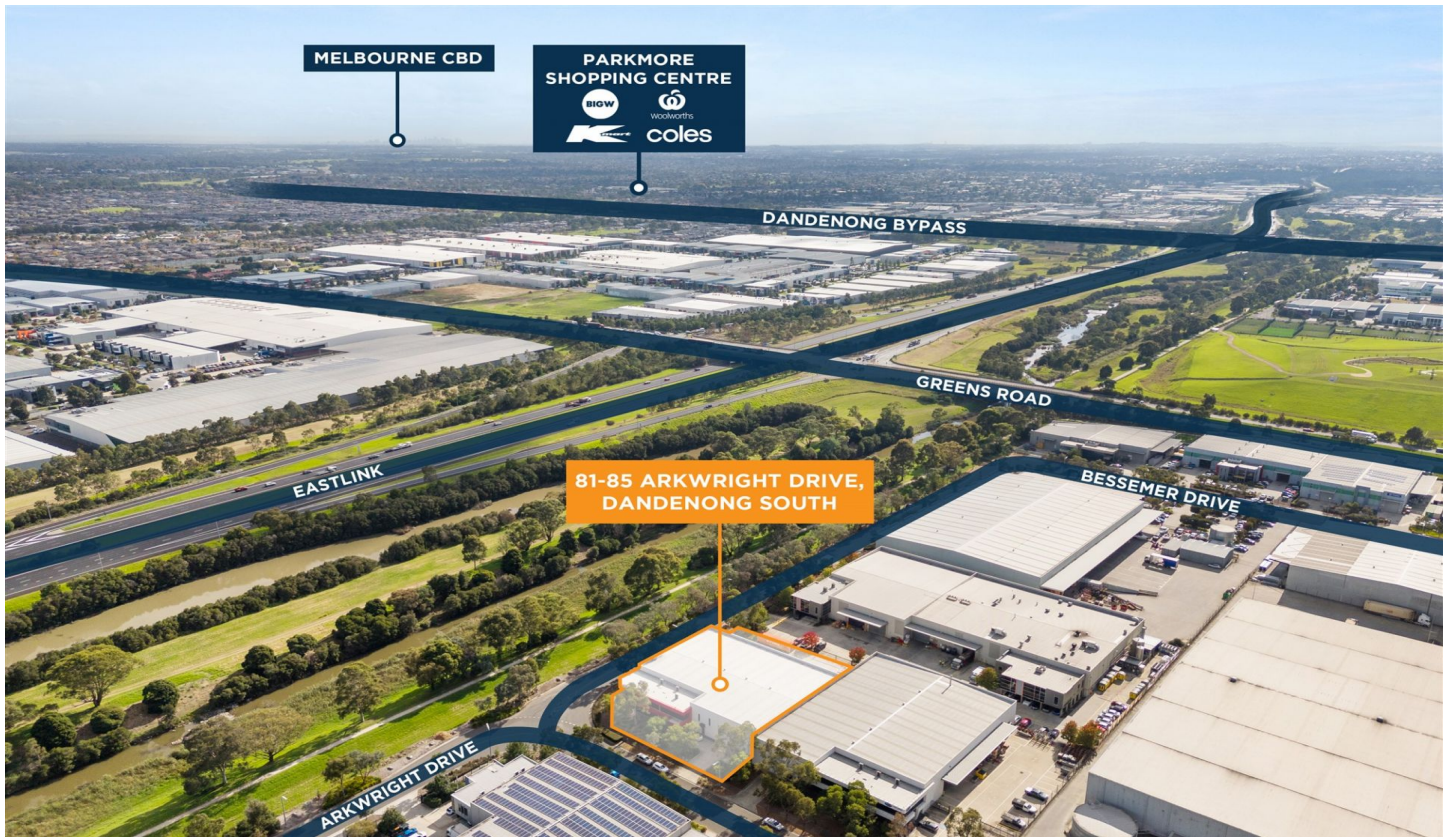 MELBOURNE CBD
PARKMORE
SHOPPING CENTRE
BIGW
woolworths
Kmart
coles
DANDENONG BYPASS
GREENS ROAD
EASTLINK
81-85 ARKWRIGHT DRIVE,
DANDENONG SOUTH
BESSEMER DRIVE
ARKWRIGHT DRIVE